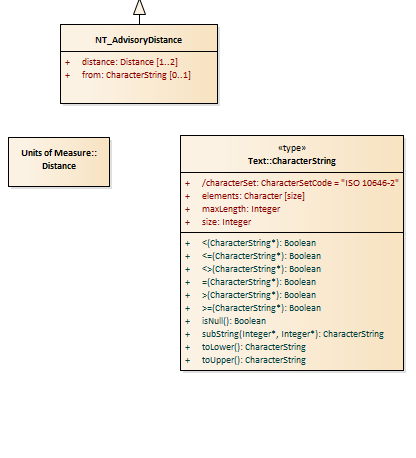 NT_AdvisoryDistance
+ distance: Distance [1..2]
+ from: CharacterString [0..1]
Units of Measure::
Distance
«type»
Text::CharacterString
+ /characterSet: CharacterSetCode = "ISO 10646-2"
+ elements: Character [size]
+ maxLength: Integer
+ size: Integer
+ <(CharacterString*): Boolean
+ <=(CharacterString*): Boolean
+ <>(CharacterString*): Boolean
+ =(CharacterString*): Boolean
+ >(CharacterString*): Boolean
+ >=(CharacterString*): Boolean
+ isNull(): Boolean
+ subString(Integer*, Integer*): CharacterString
+ toLower(): CharacterString
+ toUpper(): CharacterString